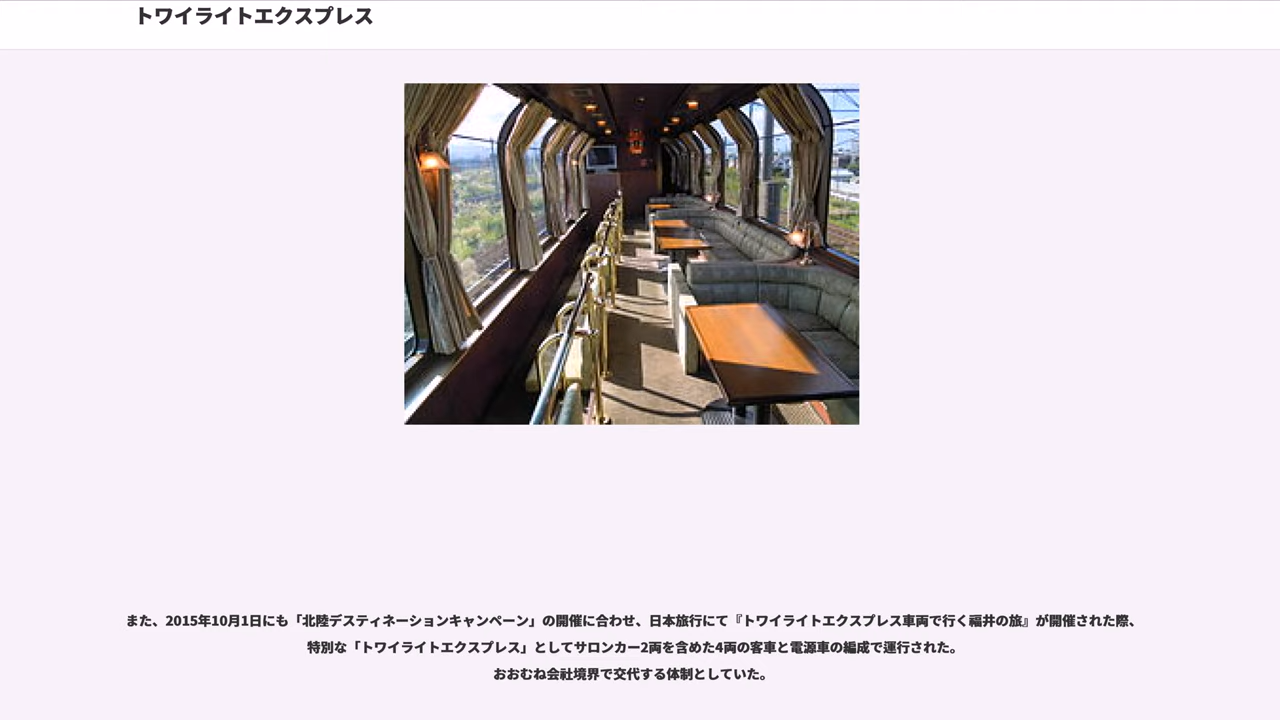 トワイライトエクスプレス
また、2015年10月1日にも「北陸デスティネーションキャンペーン」の開催に合わせ、日本旅行にて『トワイライトエクスプレス車両で行く福井の旅』が開催された際、
特別な「トワイライトエクスプレス」としてサロンカー2両を含めた4両の客車と電源車の編成で運行された。
おおむね会社境界で交代する体制としていた。